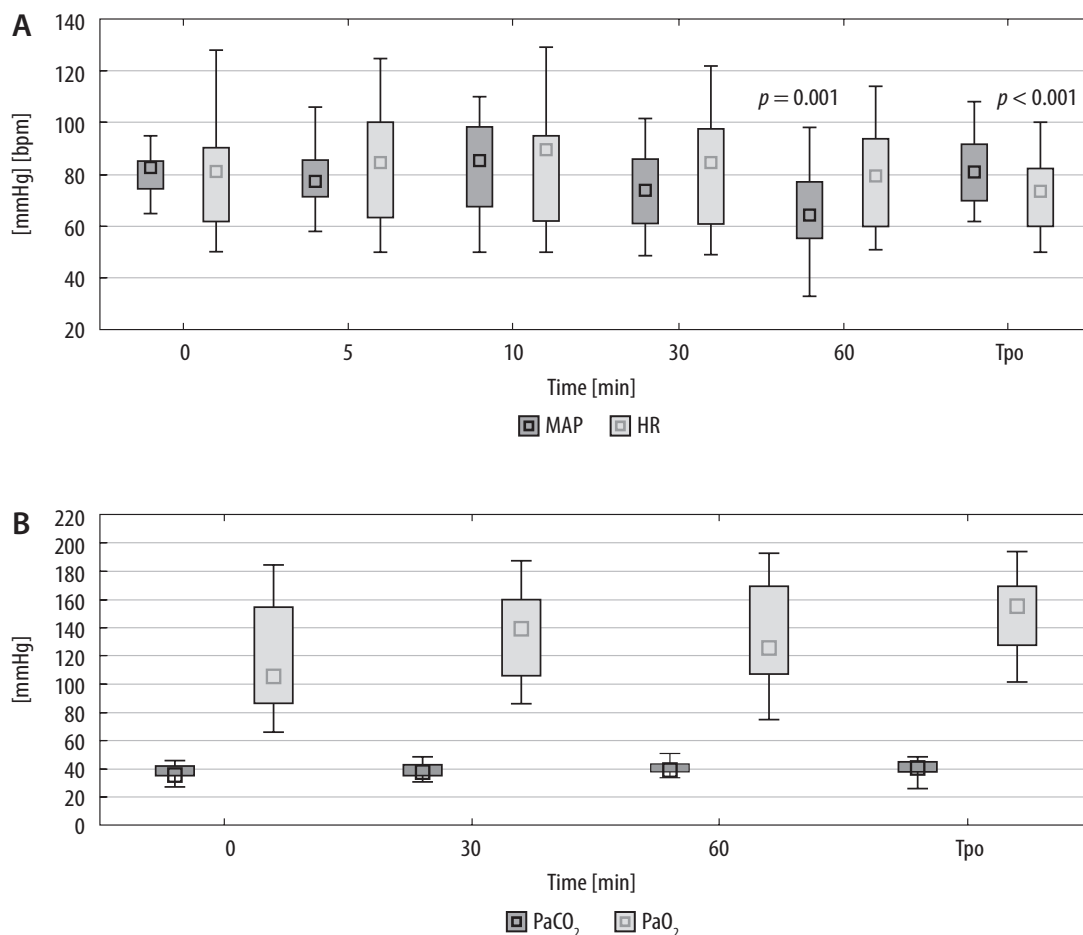 A
[mmHg] [bpm]
140
120
100
80
60
40
20
p = 0.001
p < 0.001
0 5 10 30 60 Tpo
Time [min]
MAP HR
B
[mmHg]
220
200
180
160
140
120
100
80
60
40
20
0
0 30 60 Tpo
Time [min]
PaCO₂ PaO₂